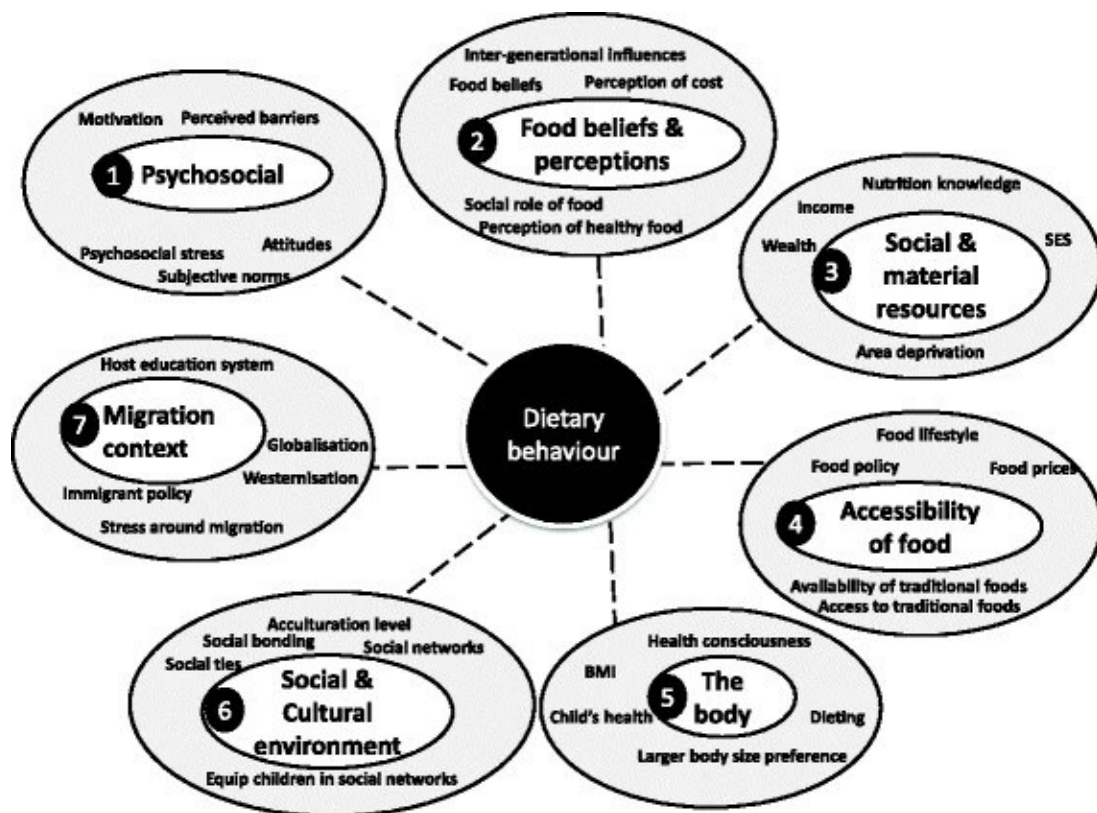 Motivation
Perceived barriers
1
Psychosocial
Psychosocial stress
Attitudes
Subjective norms
Inter-generational influences
Food beliefs
Perception of cost
2
Food beliefs &
perceptions
Social role of food
Perception of healthy food
Nutrition knowledge
Income
Wealth
SES
3
Social &
material
resources
Area deprivation
Dietary
behaviour
Food lifestyle
Food policy
Food prices
4
Accessibility
of food
Availability of traditional foods
Access to traditional foods
Health consciousness
BMI
5
The
body
Child's health
Dieting
Larger body size preference
Acculturation level
Social bonding
Social networks
Social ties
6
Social &
Cultural
environment
Equip children in social networks
Host education system
7
Migration
context
Globalisation
Westernisation
Immigrant policy
Stress around migration